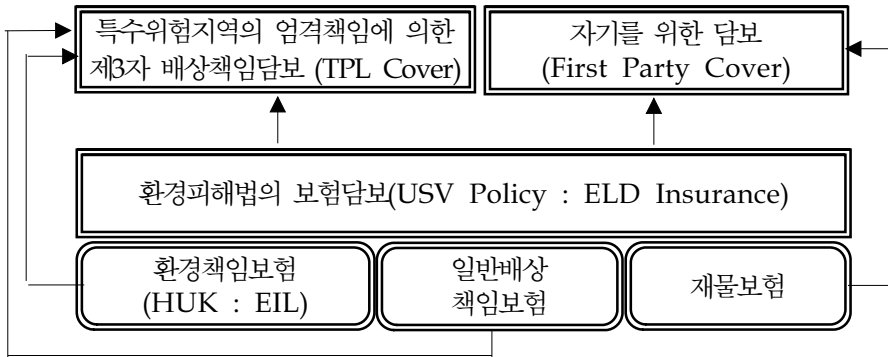 특수위험지역의 엄격책임에 의한
제3자 배상책임담보 (TPL Cover)
자기를 위한 담보
(First Party Cover)
환경피해법의 보험담보(USV Policy : ELD Insurance)
환경책임보험
(HUK : EIL)
일반배상
책임보험
재물보험